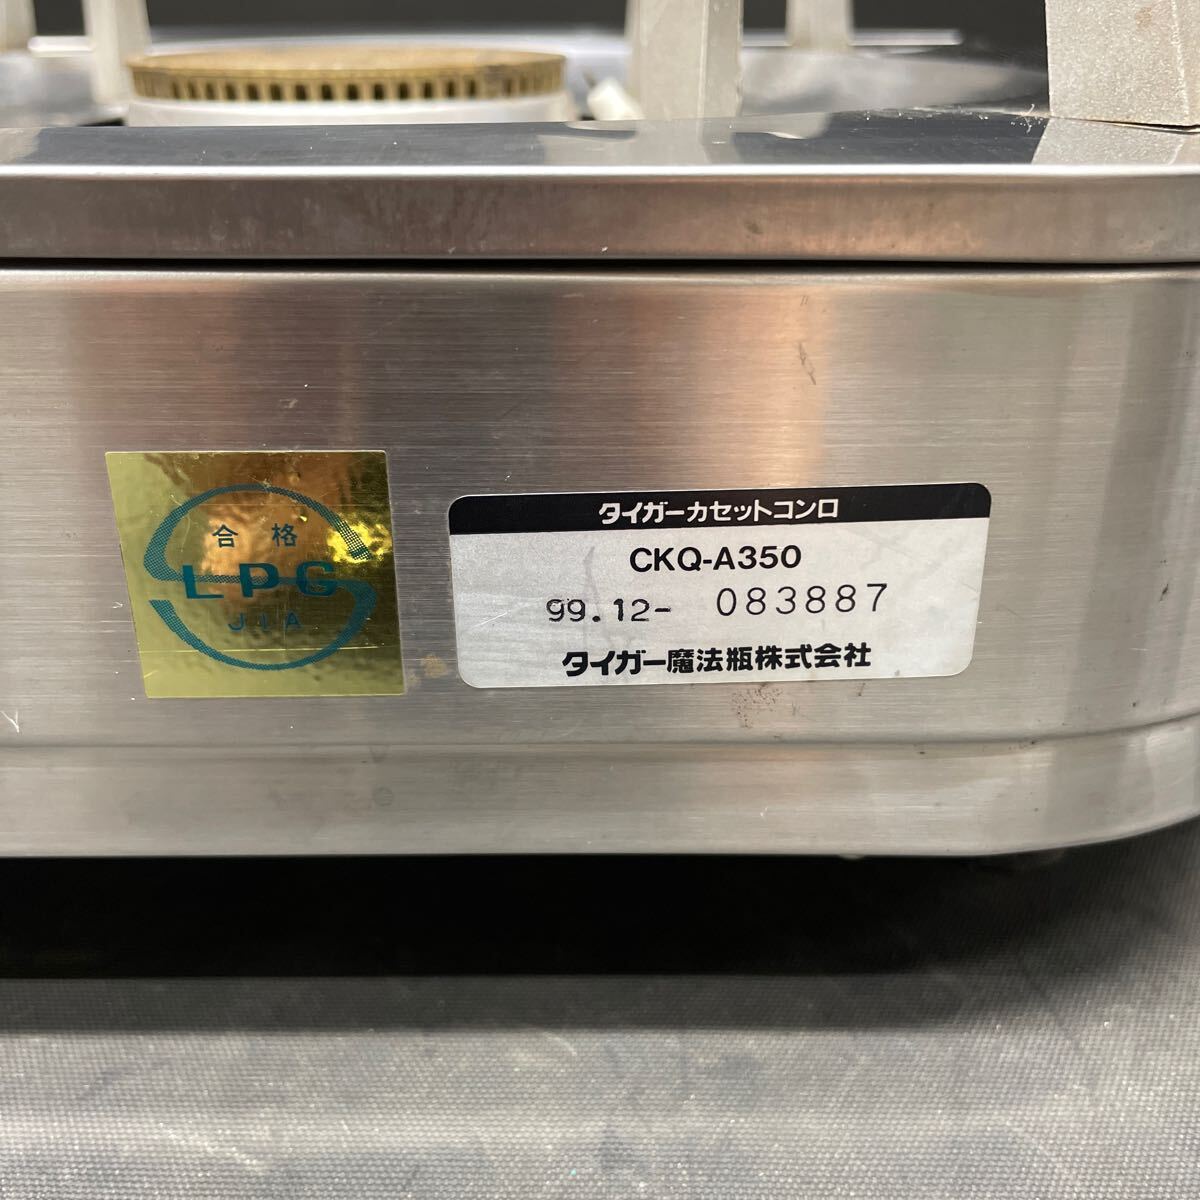 合格
LPG
JIA
タイガーカセットコンロ
CKQ-A350
99.12- 083887
タイガー魔法瓶株式会社